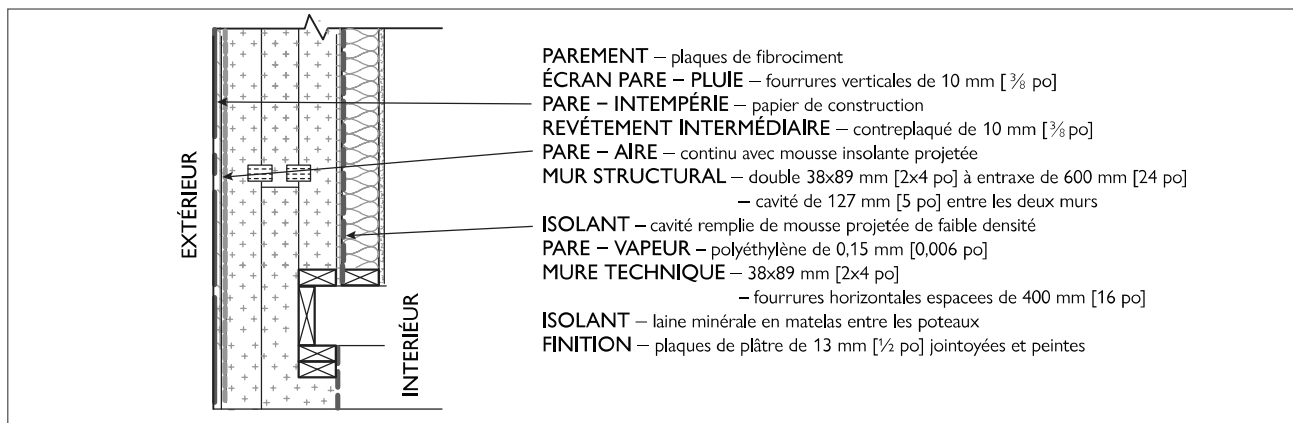 PAREMENT – plaques de fibrociment
ÉCRAN PARE – PLUIE – fourrures verticales de 10 mm [ ⅜ po]
PARE – INTEMPÉRIE – papier de construction
REVÉTEMENT INTERMÉDIAIRE – contreplaqué de 10 mm [⅜ po]
PARE – AIRE – continu avec mousse insolante projetée
MUR STRUCTURAL – double 38x89 mm [2x4 po] à entraxe de 600 mm [24 po]
– cavité de 127 mm [5 po] entre les deux murs
ISOLANT – cavité remplie de mousse projetée de faible densité
PARE – VAPEUR – polyéthylène de 0,15 mm [0,006 po]
MURE TECHNIQUE – 38x89 mm [2x4 po]
– fourrures horizontales espacees de 400 mm [16 po]
ISOLANT – laine minérale en matelas entre les poteaux
FINITION – plaques de plâtre de 13 mm [½ po] jointoyées et peintes
EXTÉRIEUR
INTERIÉUR